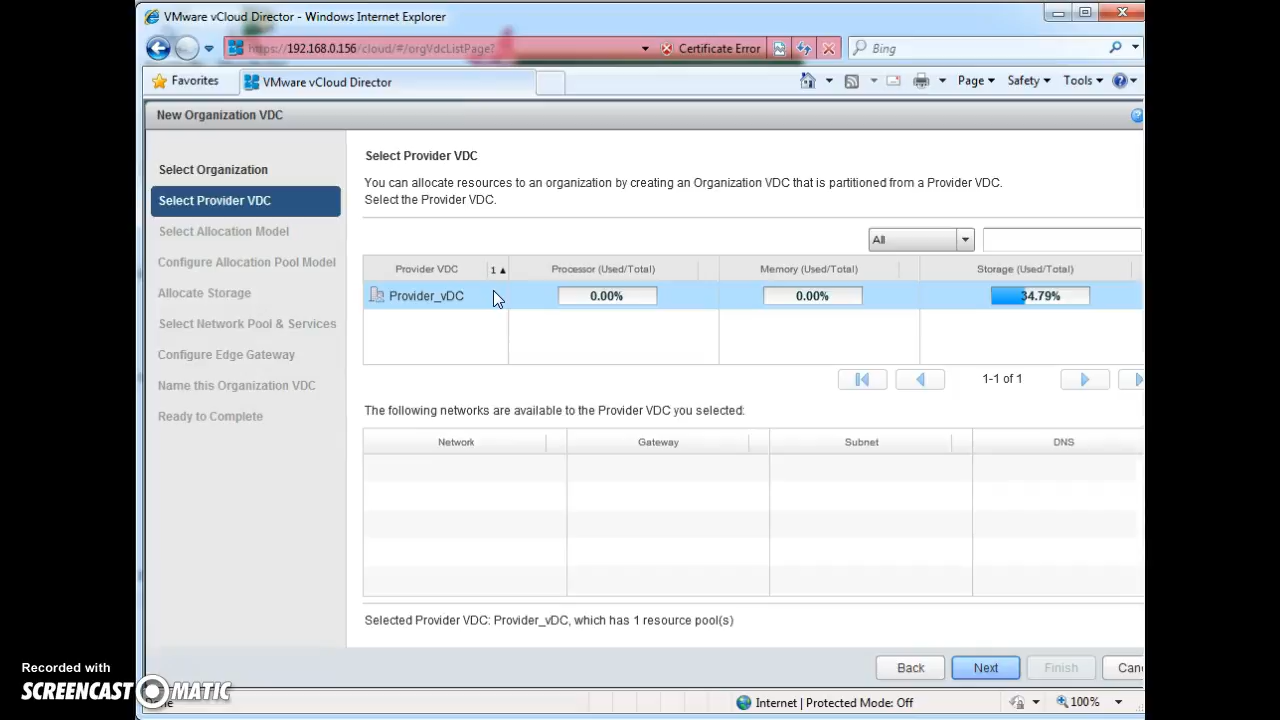 VMware vCloud Director - Windows Internet Explorer
https://192.168.0.156/cloud/#/orgVdcListPage?
Certificate Error
Bing
Favorites
VMware vCloud Director
Page
Safety
Tools
New Organization VDC
Select Organization
Select Provider VDC
Select Allocation Model
Configure Allocation Pool Model
Allocate Storage
Select Network Pool & Services
Configure Edge Gateway
Name this Organization VDC
Ready to Complete
Select Provider VDC
You can allocate resources to an organization by creating an Organization VDC that is partitioned from a Provider VDC.
Select the Provider VDC.
All
Provider VDC 1 ▲ Processor (Used/Total) Memory (Used/Total) Storage (Used/Total)
Provider_vDC 0.00% 0.00% 34.79%
1-1 of 1
The following networks are available to the Provider VDC you selected:
Network Gateway Subnet DNS
Selected Provider VDC: Provider_vDC, which has 1 resource pool(s)
Back Next Finish Can
Internet | Protected Mode: Off
100%
Recorded with
SCREENCAST MATIC